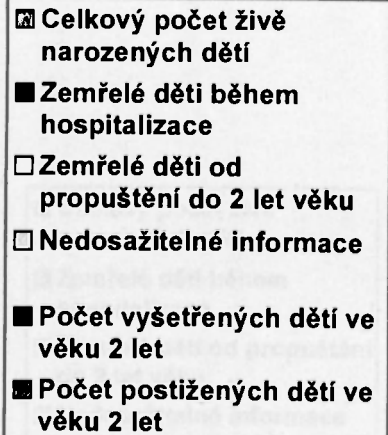 Celkový počet živě
narozených dětí
Zemřelé děti během
hospitalizace
Zemřelé děti od
propuštění do 2 let věku
Nedosažitelné informace
Počet vyšetřených dětí ve
věku 2 let
Počet postižených dětí ve
věku 2 let